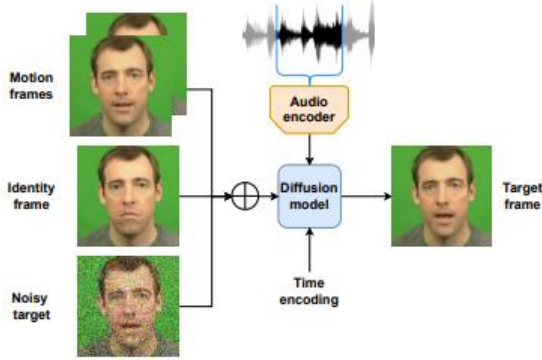 Motion
frames
Identity
frame
Noisy
target
Audio
encoder
Diffusion
model
Time
encoding
Target
frame